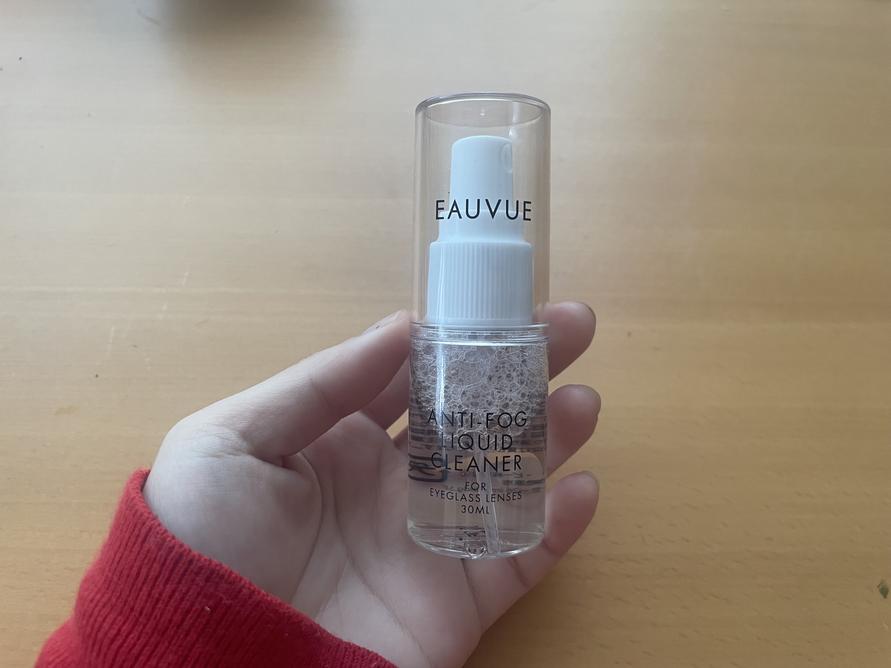 EAUVUE
ANTI-FOG
LIQUID
CLEANER
FOR
EYEGLASS LENSES
30ML